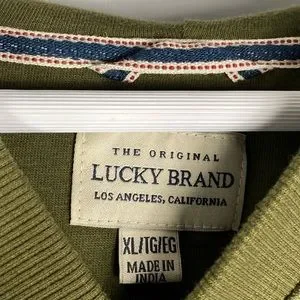 THE ORIGINAL
LUCKY BRAND
LOS ANGELES, CALIFORNIA
XL/TG/EG
MADE IN
INDIA